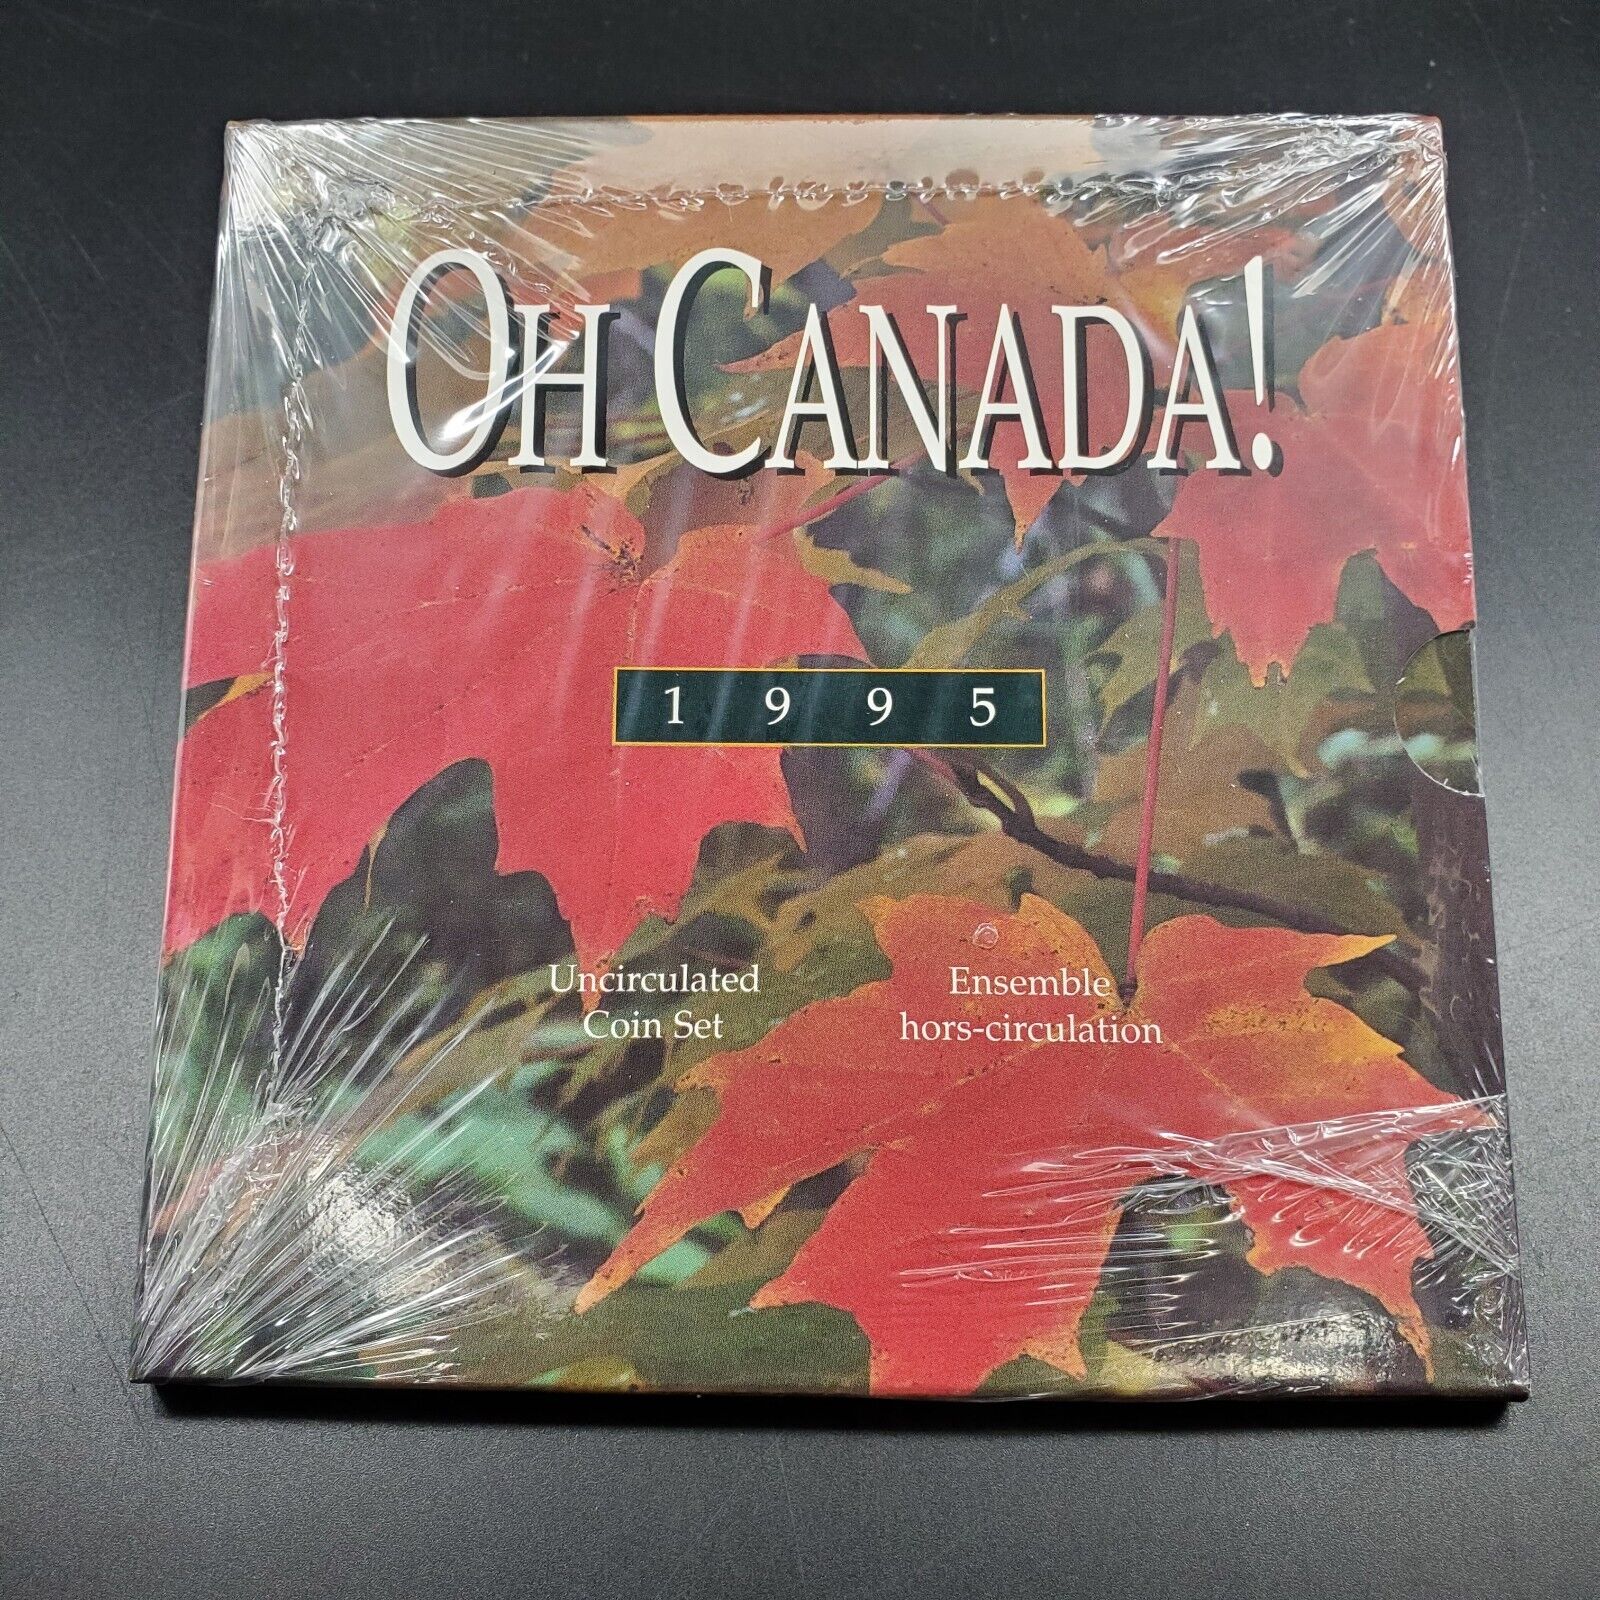 OH CANADA!
1995
Uncirculated
Coin Set
Ensemble
hors-circulation